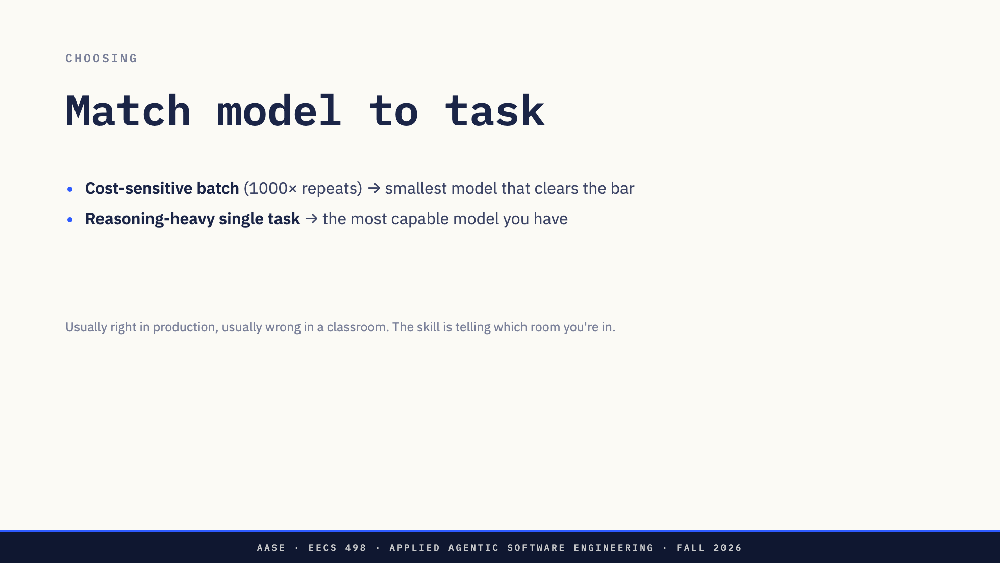 CHOOSING
Match model to task
• Cost-sensitive batch (1000× repeats) → smallest model that clears the bar
• Reasoning-heavy single task → the most capable model you have
Usually right in production, usually wrong in a classroom. The skill is telling which room you're in.
AASE · EECS 498 · APPLIED AGENTIC SOFTWARE ENGINEERING · FALL 2026